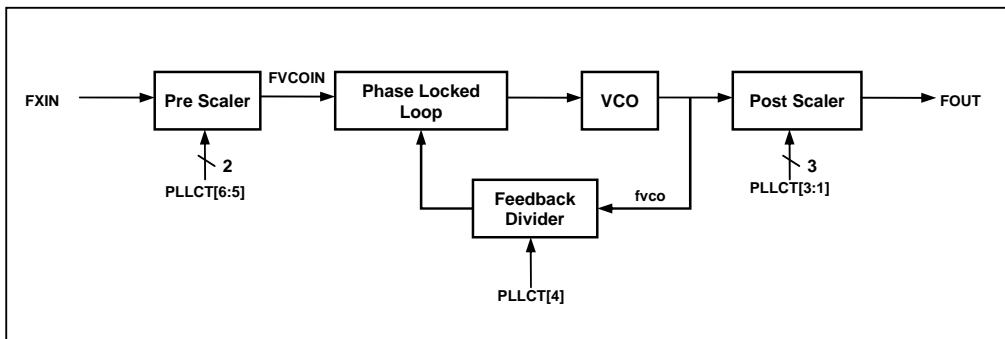 FXIN
Pre Scaler
FVCOIN
Phase Locked
Loop
VCO
Post Scaler
FOUT
2
PLLCT[6:5]
3
PLLCT[3:1]
Feedback
Divider
fvco
PLLCT[4]